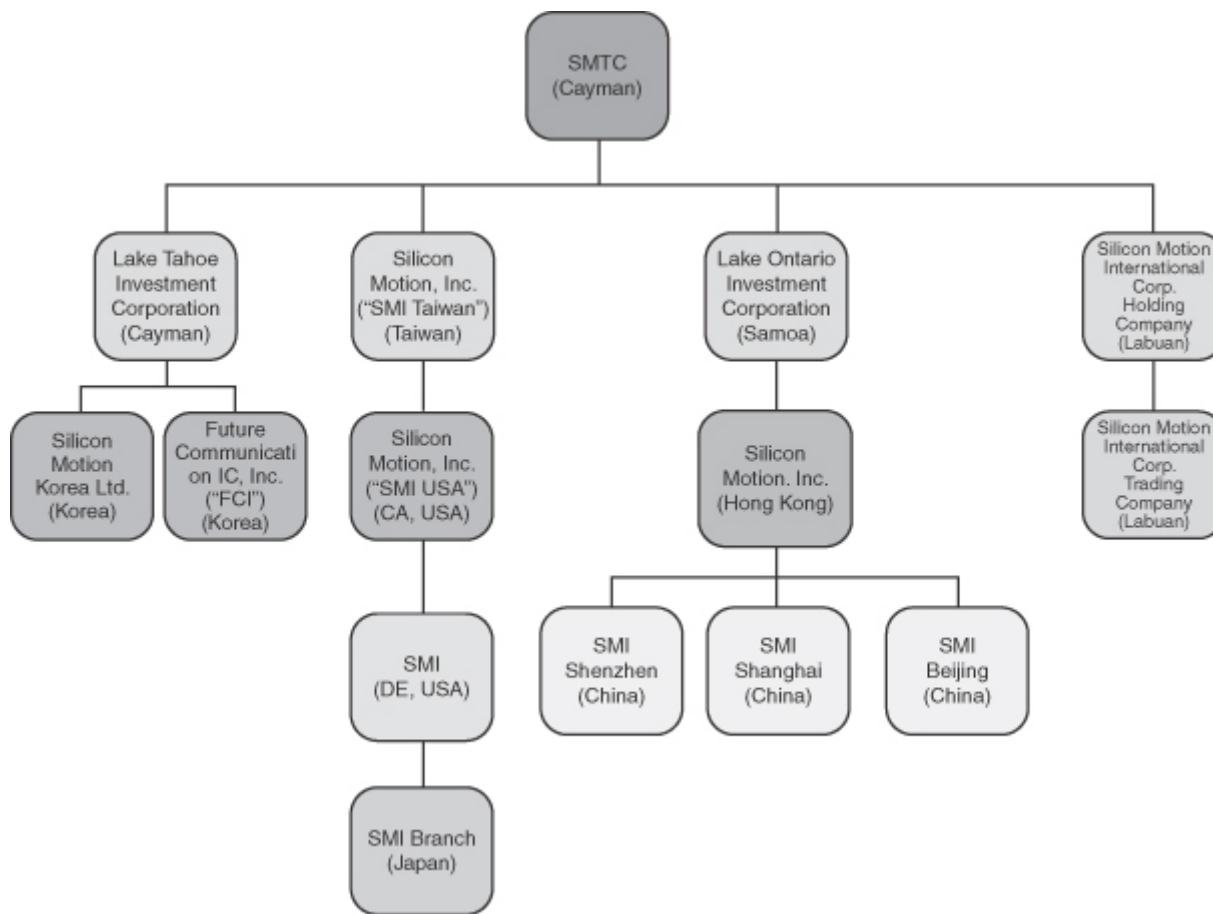 SMTC
(Cayman)
Lake Tahoe
Investment
Corporation
(Cayman)
Silicon
Motion, Inc.
(“SMI Taiwan”)
(Taiwan)
Lake Ontario
Investment
Corporation
(Samoa)
Silicon Motion
International
Corp.
Holding
Company
(Labuan)
Silicon
Motion
Korea Ltd.
(Korea)
Future
Communicati
on IC, Inc.
(“FCI”)
(Korea)
Silicon
Motion, Inc.
(“SMI USA”)
(CA, USA)
Silicon
Motion. Inc.
(Hong Kong)
Silicon Motion
International
Corp.
Trading
Company
(Labuan)
SMI
(DE, USA)
SMI
Shenzhen
(China)
SMI
Shanghai
(China)
SMI
Beijing
(China)
SMI Branch
(Japan)